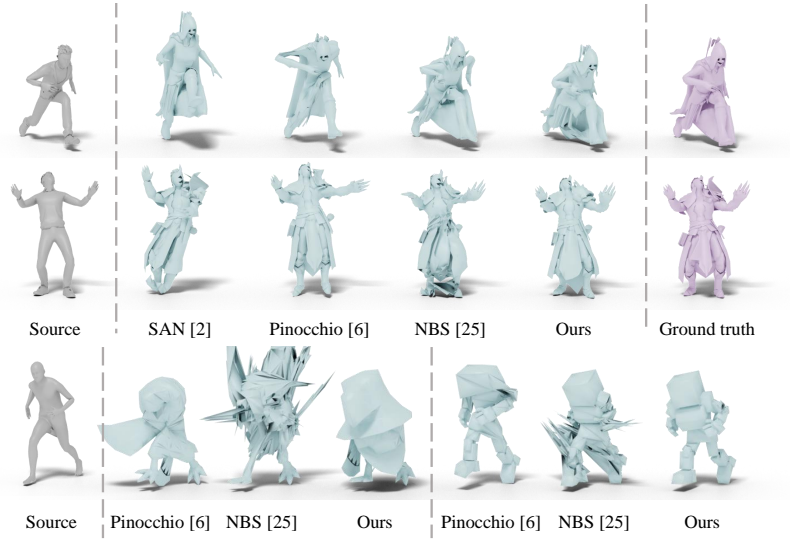 Source SAN [2] Pinocchio [6] NBS [25] Ours Ground truth
Source Pinocchio [6] NBS [25] Ours Pinocchio [6] NBS [25] Ours